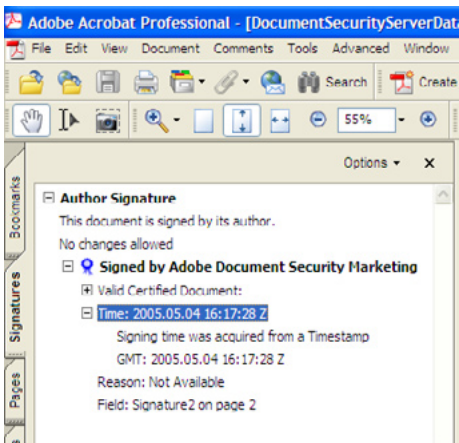 Adobe Acrobat Professional - [DocumentSecurityServerData
File Edit View Document Comments Tools Advanced Window
Search Create
55%
Options x
Bookmarks
Signatures
Pages
Author Signature
This document is signed by its author.
No changes allowed
Signed by Adobe Document Security Marketing
Valid Certified Document:
Time: 2005.05.04 16:17:28 Z
Signing time was acquired from a Timestamp
GMT: 2005.05.04 16:17:28 Z
Reason: Not Available
Field: Signature2 on page 2